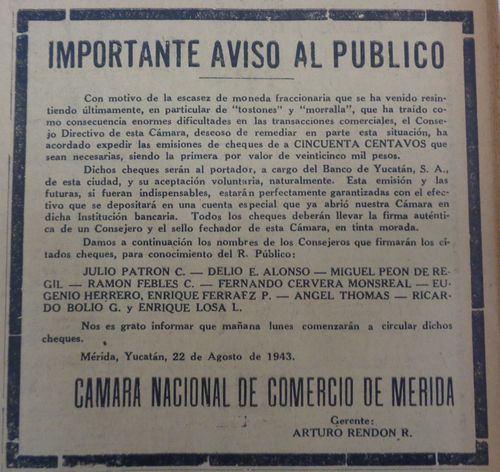 IMPORTANTE AVISO AL PUBLICO
Con motivo de la escasez de moneda fraccionaria que se ha venido resin-
tiendo últimamente, en particular de "tostones" y "morralla", que ha traído co-
mo consecuencia enormes dificultades en las transacciones comerciales, el Conse-
jo Directivo de esta Cámara, deseoso de remediar en parte esta situación, ha
acordado expedir las emisiones de cheques de a CINCUENTA CENTAVOS que
sean necesarias, siendo la primera por valor de veinticinco mil pesos.
Dichos cheques serán al portador, a cargo del Banco de Yucatán, S. A.,
de esta ciudad, y su aceptación voluntaria, naturalmente. Esta emisión y las
futuras, si fueran indispensables, estarán perfectamente garantizadas con el efec-
tivo que se depositará en una cuenta especial que ya abrió nuestra Cámara en
dicha Institución bancaria. Todos los cheques deberán llevar la firma auténti-
ca de un Consejero y el sello fechador de esta Cámara, en tinta morada.
Damos a continuación los nombres de los Consejeros que firmarán los ci-
tados cheques, para conocimiento del R. Público:
JULIO PATRON C. — DELIO E. ALONSO — MIGUEL PEON DE RE-
GIL — RAMON FEBLES C. — FERNANDO CERVERA MONSREAL — EU-
GENIO HERRERO, ENRIQUE FERRAEZ P. — ANGEL THOMAS — RICAR-
DO BOLIO G. y ENRIQUE LOSA L.
Nos es grato informar que mañana lunes comenzarán a circular dichos
cheques.
Mérida, Yucatán, 22 de Agosto de 1943.
CAMARA NACIONAL DE COMERCIO DE MERIDA
Gerente:
ARTURO RENDON R.